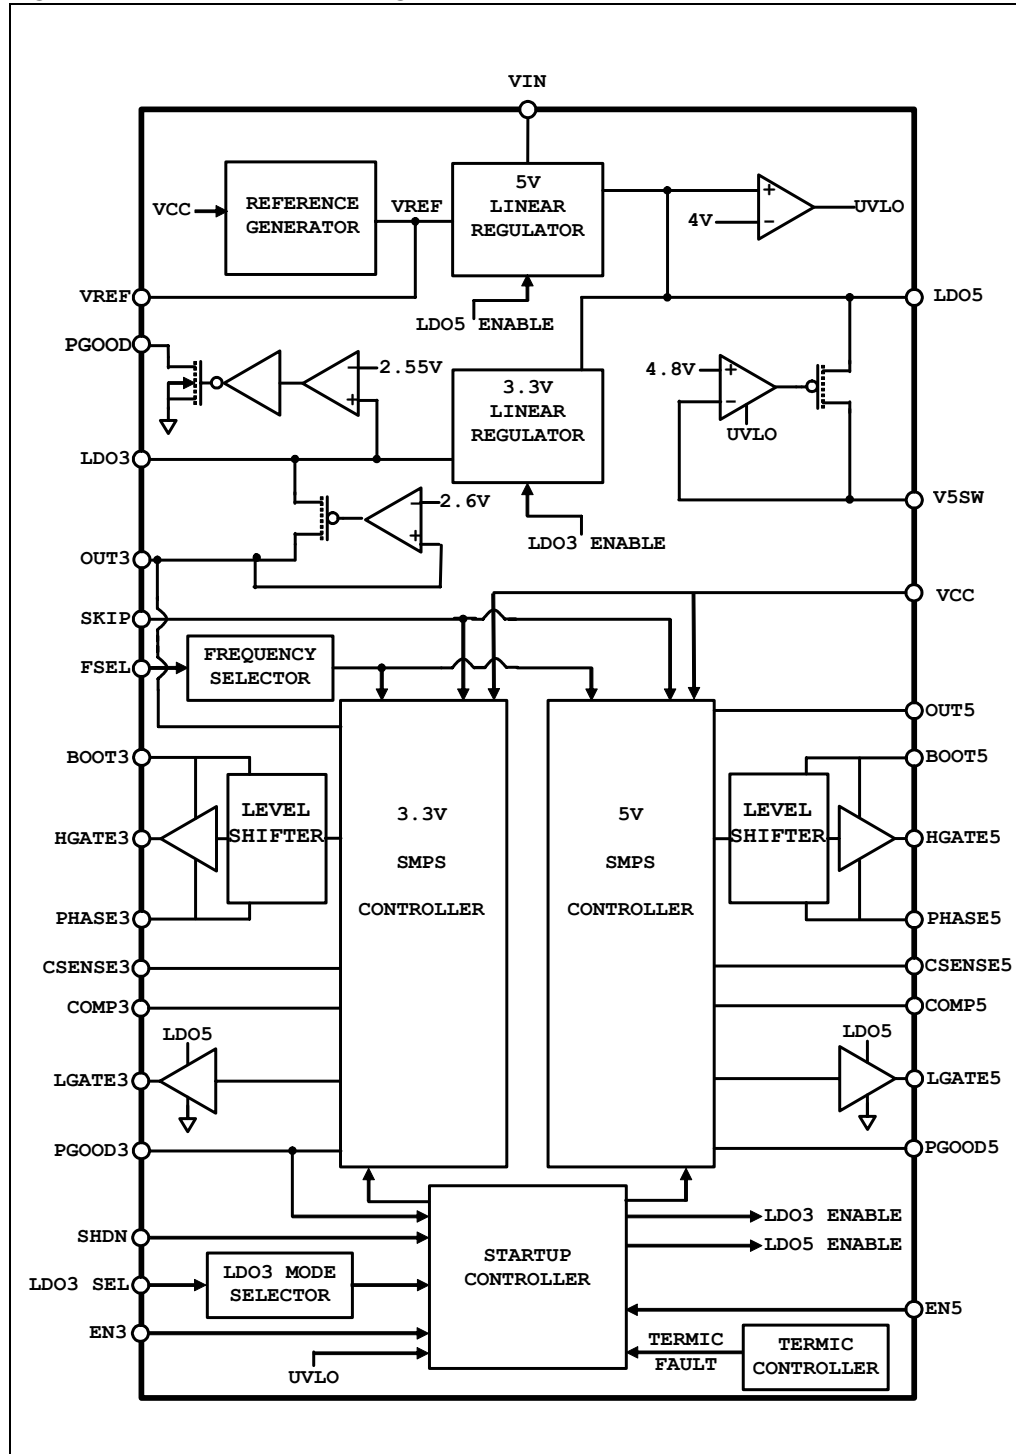 VIN
REFERENCE
GENERATOR
VCC
VREF
5V
LINEAR
REGULATOR
+
4V
−
UVLO
VREF
LDO5 ENABLE
LDO5
PGOOD
−
2.55V
+
3.3V
LINEAR
REGULATOR
4.8V
+
−
UVLO
LDO3
−
2.6V
+
LDO3 ENABLE
V5SW
OUT3
VCC
SKIP
FSEL
FREQUENCY
SELECTOR
OUT5
BOOT3
BOOT5
LEVEL
SHIFTER
HGATE3
3.3V
SMPS
CONTROLLER
5V
SMPS
CONTROLLER
LEVEL
SHIFTER
HGATE5
PHASE3
PHASE5
CSENSE3
CSENSE5
COMP3
COMP5
LDO5
LDO5
LGATE3
LGATE5
PGOOD3
PGOOD5
SHDN
LDO3 ENABLE
LDO5 ENABLE
STARTUP
CONTROLLER
LDO3 SEL
LDO3 MODE
SELECTOR
EN3
EN5
UVLO
TERMIC
FAULT
TERMIC
CONTROLLER